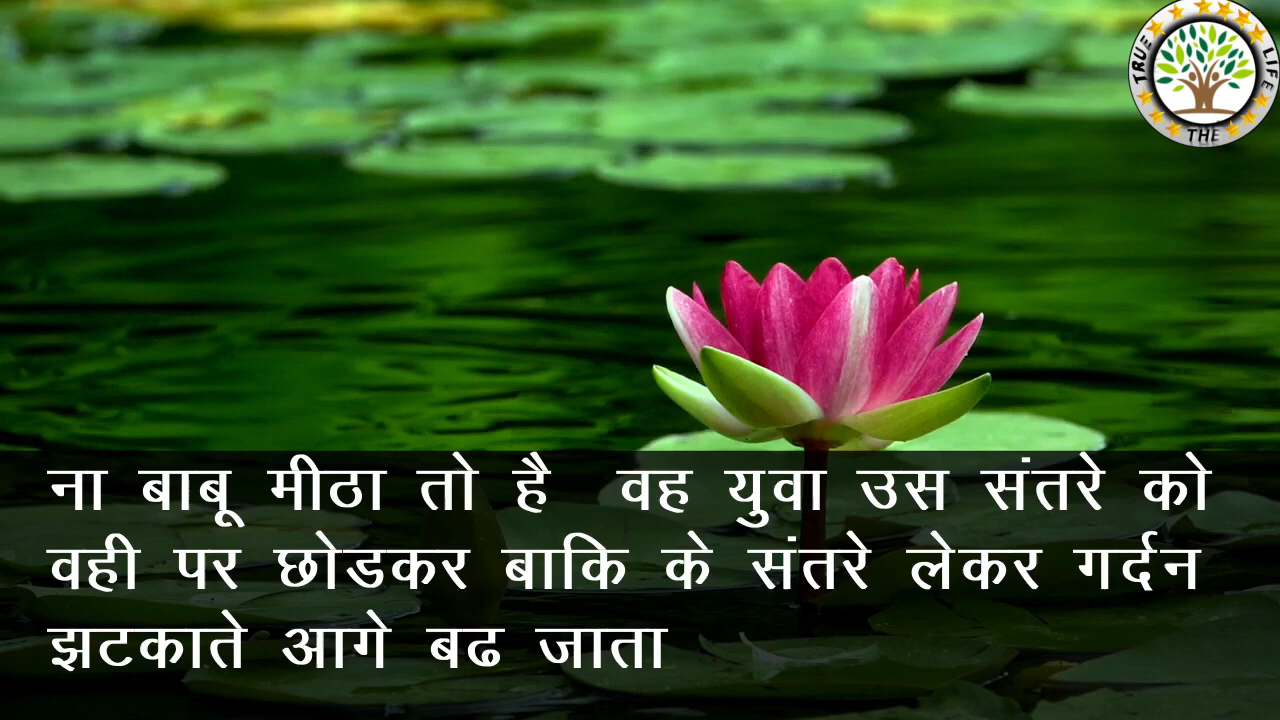 TRUE LIFE THE
ना बाबू मीठा तो है वह युवा उस संतरे को
वही पर छोडकर बाकि के संतरे लेकर गर्दन
झटकाते आगे बढ जाता